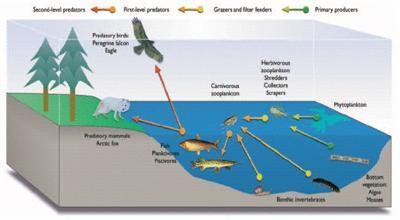 Second-level predators
First-level predators
Grazers and filter feeders
Primary producers
Predatory birds
Peregrine falcon
Eagle
Herbivorous
zooplankton:
Shredders
Collectors
Scrapers
Carnivorous
zooplankton
Phytoplankton
Predatory mammals
Arctic fox
Fish
Planktivores
Piscivores
Benthic invertebrates
Bottom
vegetation:
Algae
Mosses